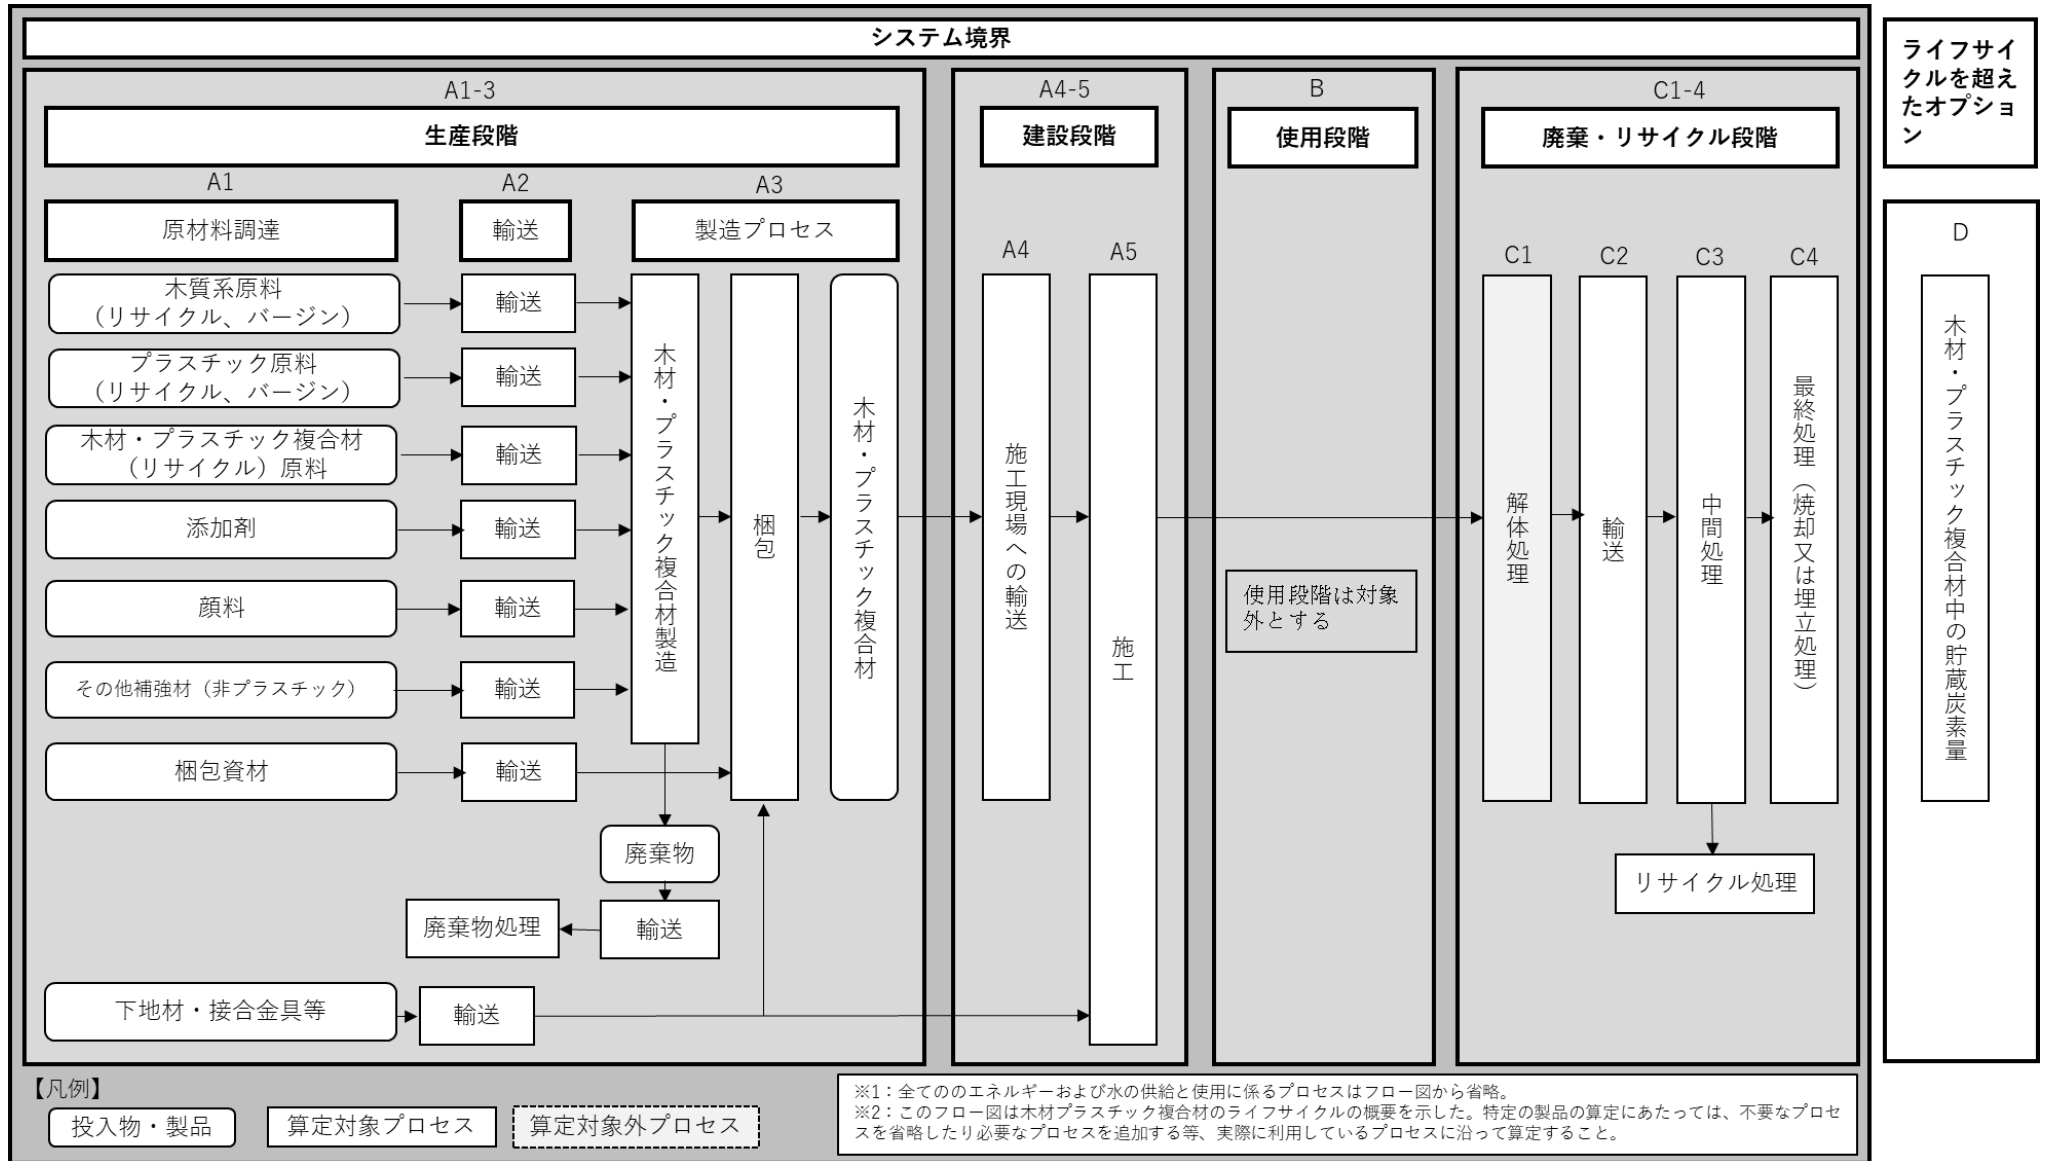 システム境界
A1-3
生産段階
A1
A2
A3
原材料調達
輸送
製造プロセス
木質系原料
（リサイクル、バージン）
輸送
プラスチック原料
（リサイクル、バージン）
輸送
木材・プラスチック複合材
（リサイクル）原料
輸送
添加剤
輸送
顔料
輸送
その他補強材（非プラスチック）
輸送
梱包資材
輸送
木材・プラスチック複合材製造
梱包
木材・プラスチック複合材
廃棄物
輸送
廃棄物処理
下地材・接合金具等
輸送
A4-5
建設段階
A4
A5
施工現場への輸送
施工
B
使用段階
使用段階は対象
外とする
C1-4
廃棄・リサイクル段階
C1
C2
C3
C4
解体処理
輸送
中間処理
最終処理（焼却又は埋立処理）
リサイクル処理
ライフサイ
クルを超え
たオプショ
ン
D
木材・プラスチック複合材中の貯蔵炭素量
【凡例】
投入物・製品
算定対象プロセス
算定対象外プロセス
※1：全てののエネルギーおよび水の供給と使用に係るプロセスはフロー図から省略。
※2：このフロー図は木材プラスチック複合材のライフサイクルの概要を示した。特定の製品の算定にあたっては、不要なプロセ
スを省略したり必要なプロセスを追加する等、実際に利用しているプロセスに沿って算定すること。